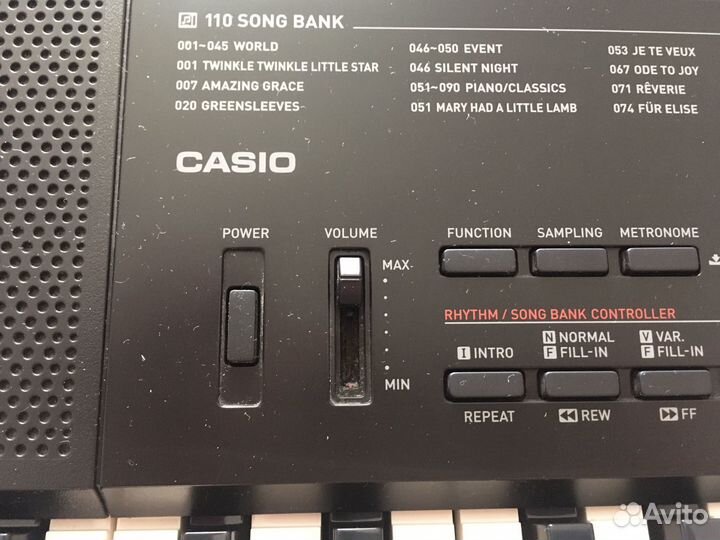 110 SONG BANK
001~045 WORLD
001 TWINKLE TWINKLE LITTLE STAR
007 AMAZING GRACE
020 GREENSLEEVES
046~050 EVENT
046 SILENT NIGHT
051~090 PIANO/CLASSICS
051 MARY HAD A LITTLE LAMB
053 JE TE VEUX
067 ODE TO JOY
071 RÊVERIE
074 FÜR ELISE
CASIO
POWER
VOLUME
MAX
MIN
FUNCTION SAMPLING METRONOME
RHYTHM / SONG BANK CONTROLLER
I INTRO
N NORMAL
F FILL-IN
V VAR.
F FILL-IN
REPEAT
REW
FF
Avito